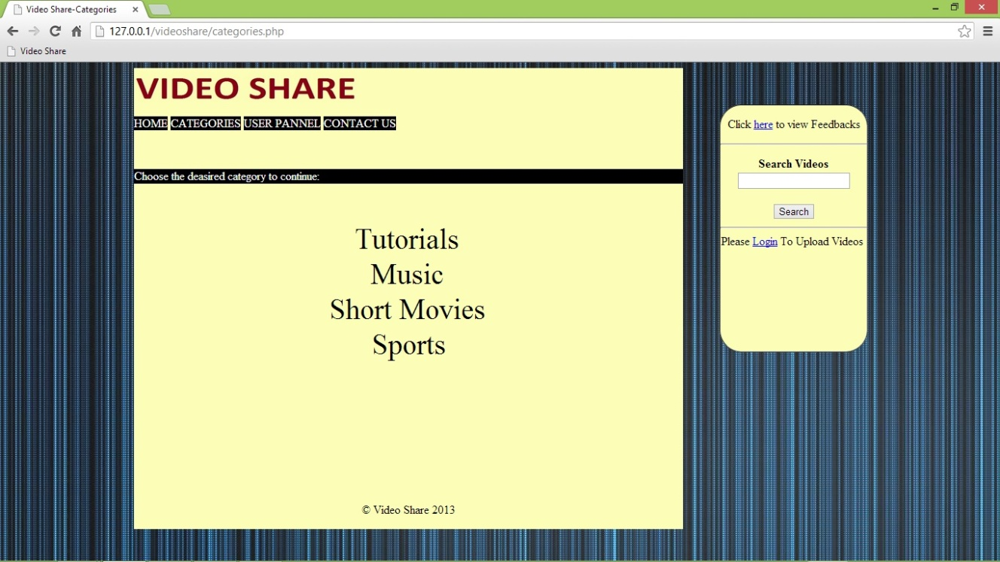 Video Share-Categories
127.0.0.1/videoshare/categories.php
Video Share
VIDEO SHARE
HOME CATEGORIES USER PANNEL CONTACT US
Choose the deasired category to continue:
Tutorials
Music
Short Movies
Sports
© Video Share 2013
Click here to view Feedbacks
Search Videos
Search
Please Login To Upload Videos